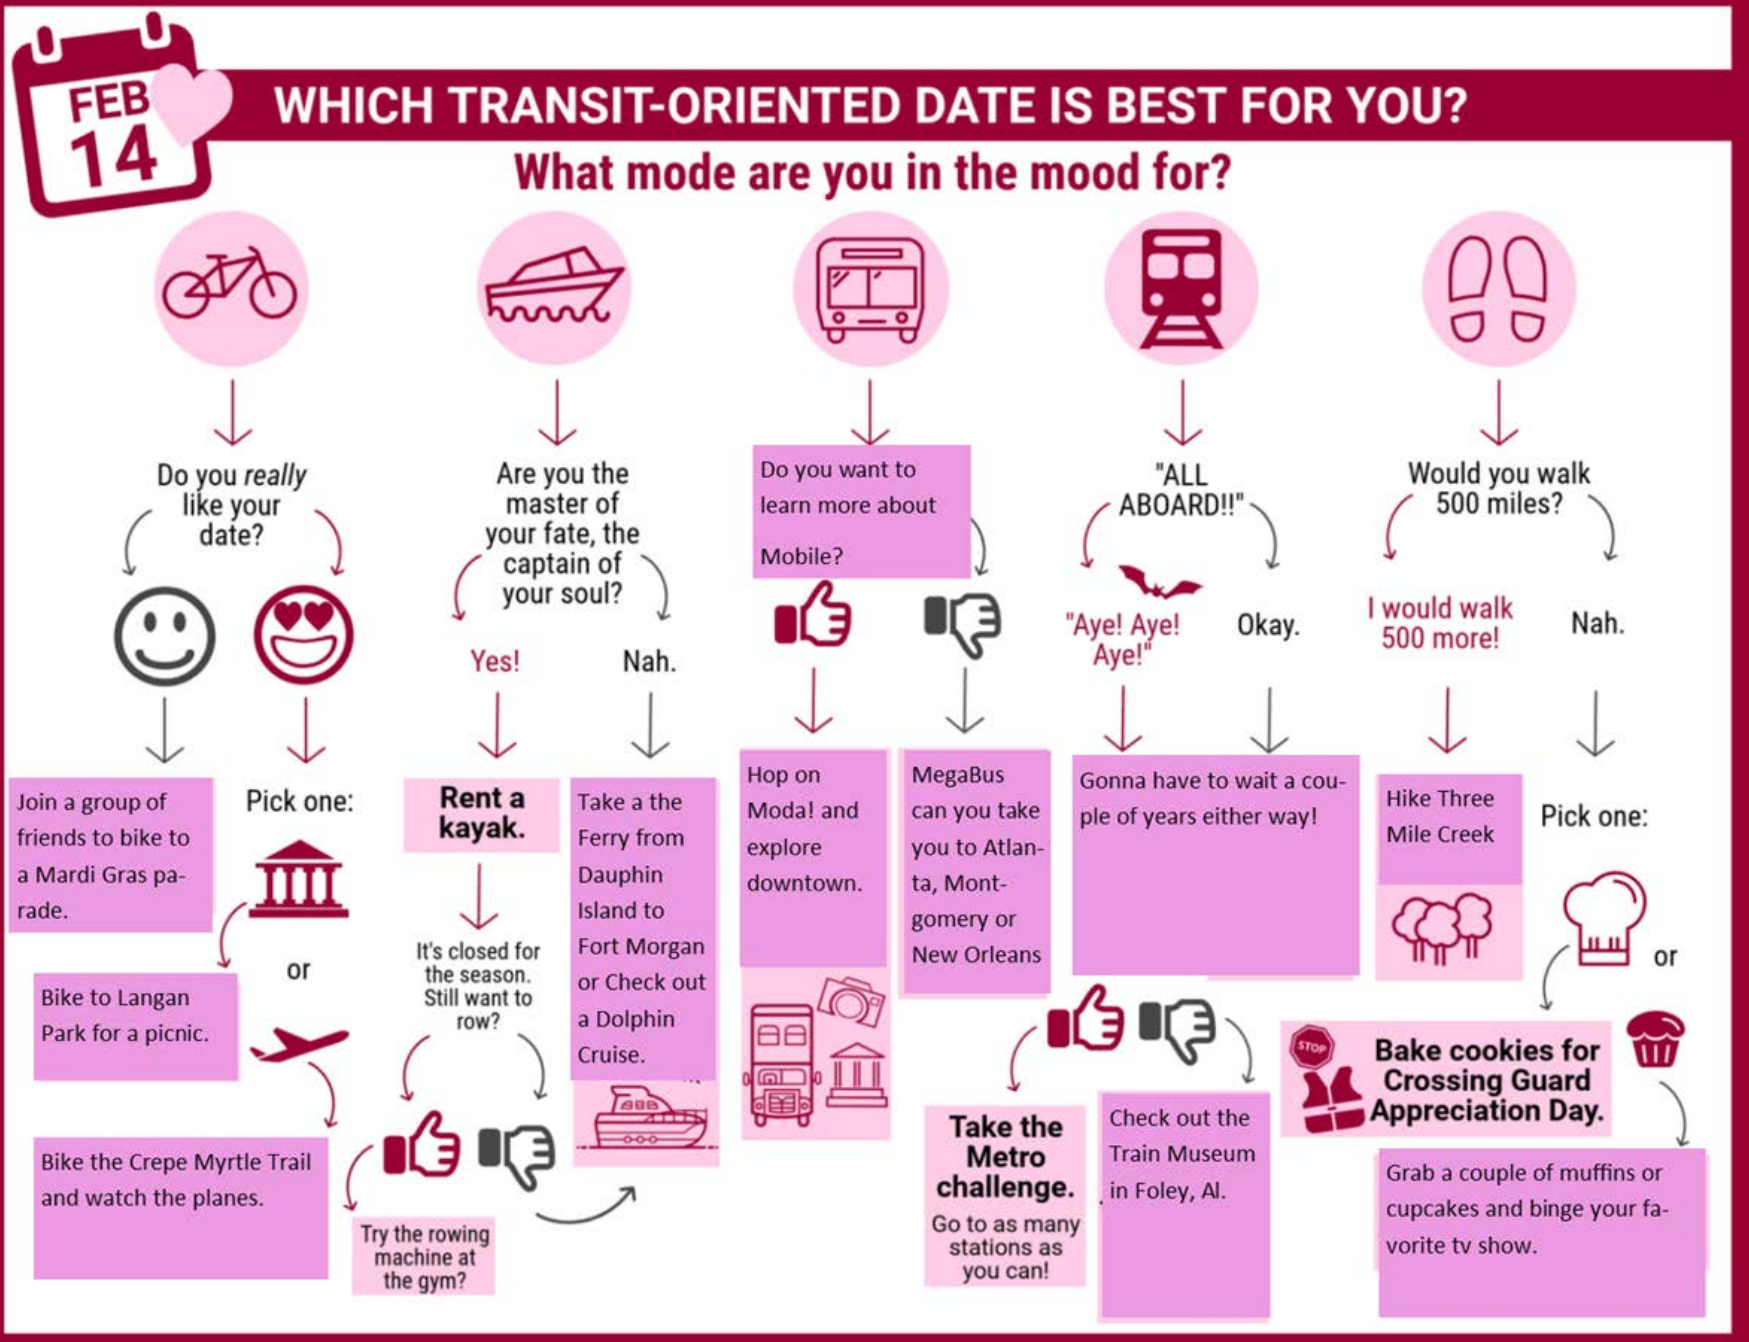 FEB
14
WHICH TRANSIT-ORIENTED DATE IS BEST FOR YOU?
What mode are you in the mood for?
Do you really
like your
date?
Join a group of
friends to bike to
a Mardi Gras pa-
rade.
Pick one:
or
Bike to Langan
Park for a picnic.
Bike the Crepe Myrtle Trail
and watch the planes.
Are you the
master of
your fate, the
captain of
your soul?
Yes!
Nah.
Rent a
kayak.
It's closed for
the season.
Still want to
row?
Try the rowing
machine at
the gym?
Take a the
Ferry from
Dauphin
Island to
Fort Morgan
or Check out
a Dolphin
Cruise.
Do you want to
learn more about
Mobile?
Hop on
Moda! and
explore
downtown.
MegaBus
can you take
you to Atlan-
ta, Mont-
gomery or
New Orleans
"ALL
ABOARD!!"
"Aye! Aye!
Aye!"
Okay.
Gonna have to wait a cou-
ple of years either way!
Take the
Metro
challenge.
Go to as many
stations as
you can!
Check out the
Train Museum
in Foley, Al.
Would you walk
500 miles?
I would walk
500 more!
Nah.
Hike Three
Mile Creek
Pick one:
or
STOP
Bake cookies for
Crossing Guard
Appreciation Day.
Grab a couple of muffins or
cupcakes and binge your fa-
vorite tv show.